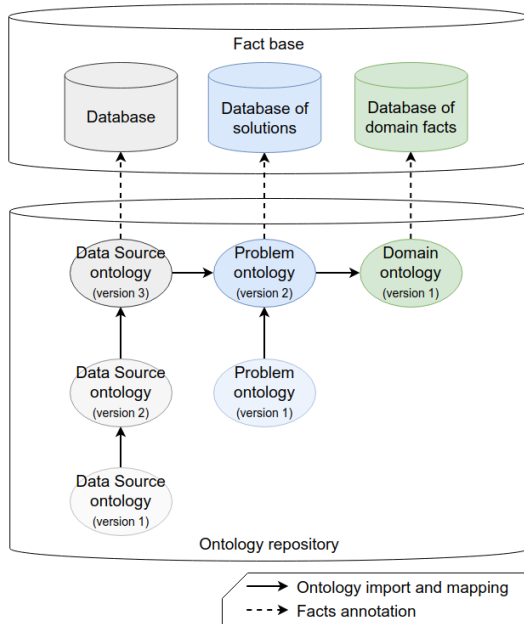 Fact base
Database
Database of
solutions
Database of
domain facts
Data Source
ontology
(version 3)
Problem
ontology
(version 2)
Domain
ontology
(version 1)
Data Source
ontology
(version 2)
Problem
ontology
(version 1)
Data Source
ontology
(version 1)
Ontology repository
Ontology import and mapping
Facts annotation